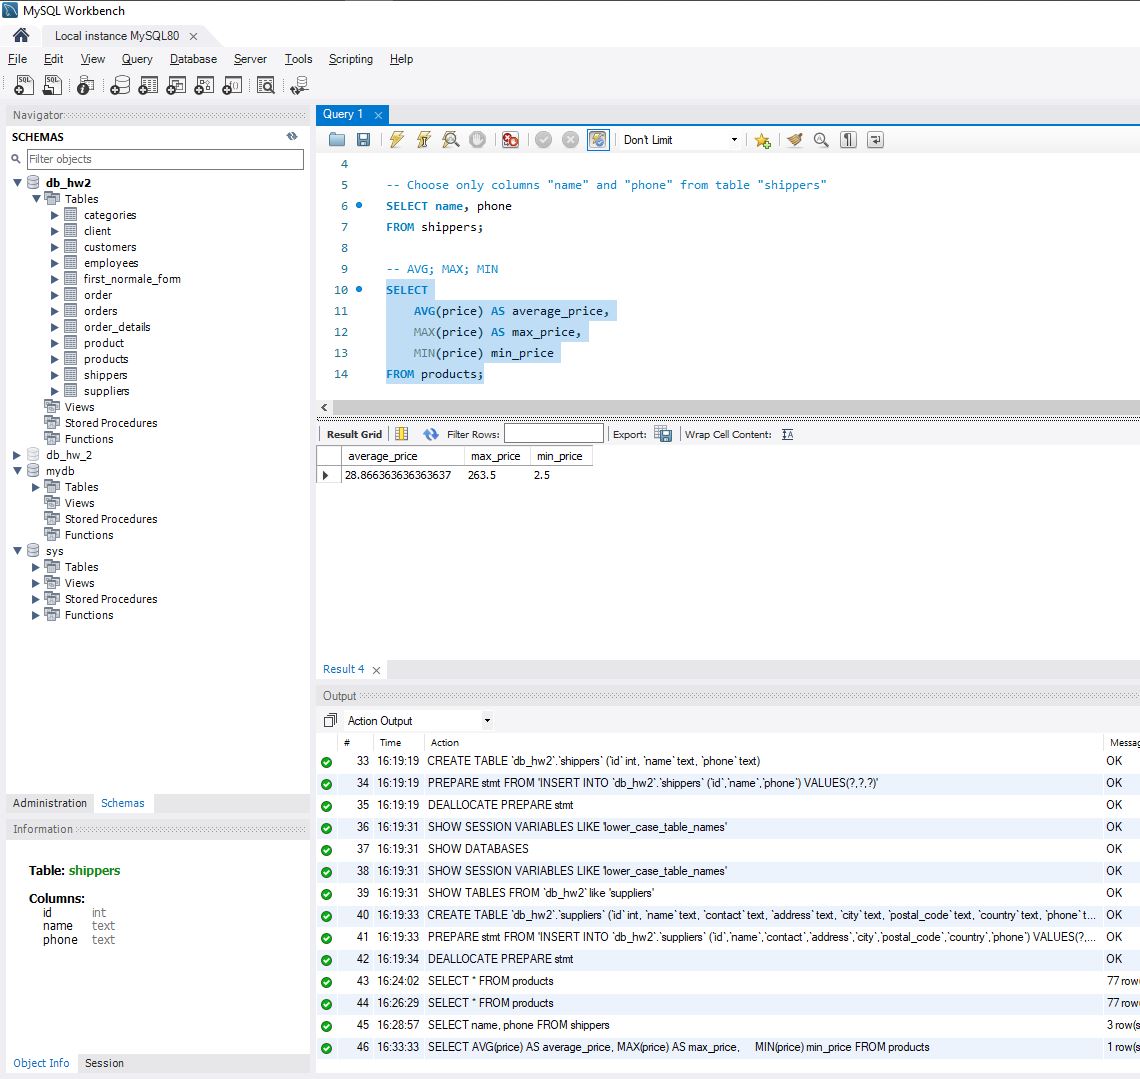 MySQL Workbench
Local instance MySQL80
File Edit View Query Database Server Tools Scripting Help
Navigator
SCHEMAS
Filter objects
db_hw2
Tables
categories
client
customers
employees
first_normale_form
order
orders
order_details
product
products
shippers
suppliers
Views
Stored Procedures
Functions
db_hw_2
mydb
Tables
Views
Stored Procedures
Functions
sys
Tables
Views
Stored Procedures
Functions
Administration Schemas
Information
Table: shippers
Columns:
id int
name text
phone text
Object Info Session
Query 1
Don't Limit
4
5 -- Choose only columns "name" and "phone" from table "shippers"
6 SELECT name, phone
7 FROM shippers;
8
9 -- AVG; MAX; MIN
10 SELECT
11 AVG(price) AS average_price,
12 MAX(price) AS max_price,
13 MIN(price) min_price
14 FROM products;
Result Grid Filter Rows: Export: Wrap Cell Content:
average_price max_price min_price
28.866363636363637 263.5 2.5
Result 4
Output
Action Output
# Time Action Messag
33 16:19:19 CREATE TABLE `db_hw2`.`shippers` (`id` int, `name` text, `phone` text) OK
34 16:19:19 PREPARE stmt FROM 'INSERT INTO `db_hw2`.`shippers` (`id`,`name`,`phone`) VALUES(?,?,?)' OK
35 16:19:19 DEALLOCATE PREPARE stmt OK
36 16:19:31 SHOW SESSION VARIABLES LIKE 'lower_case_table_names' OK
37 16:19:31 SHOW DATABASES OK
38 16:19:31 SHOW SESSION VARIABLES LIKE 'lower_case_table_names' OK
39 16:19:31 SHOW TABLES FROM `db_hw2` like 'suppliers' OK
40 16:19:33 CREATE TABLE `db_hw2`.`suppliers` (`id` int, `name` text, `contact` text, `address` text, `city` text, `postal_code` text, `country` text, `phone` t... OK
41 16:19:33 PREPARE stmt FROM 'INSERT INTO `db_hw2`.`suppliers` (`id`,`name`,`contact`,`address`,`city`,`postal_code`,`country`,`phone`) VALUES(?,... OK
42 16:19:34 DEALLOCATE PREPARE stmt OK
43 16:24:02 SELECT * FROM products 77 row(
44 16:26:29 SELECT * FROM products 77 row(
45 16:28:57 SELECT name, phone FROM shippers 3 row(s
46 16:33:33 SELECT AVG(price) AS average_price, MAX(price) AS max_price, MIN(price) min_price FROM products 1 row(s